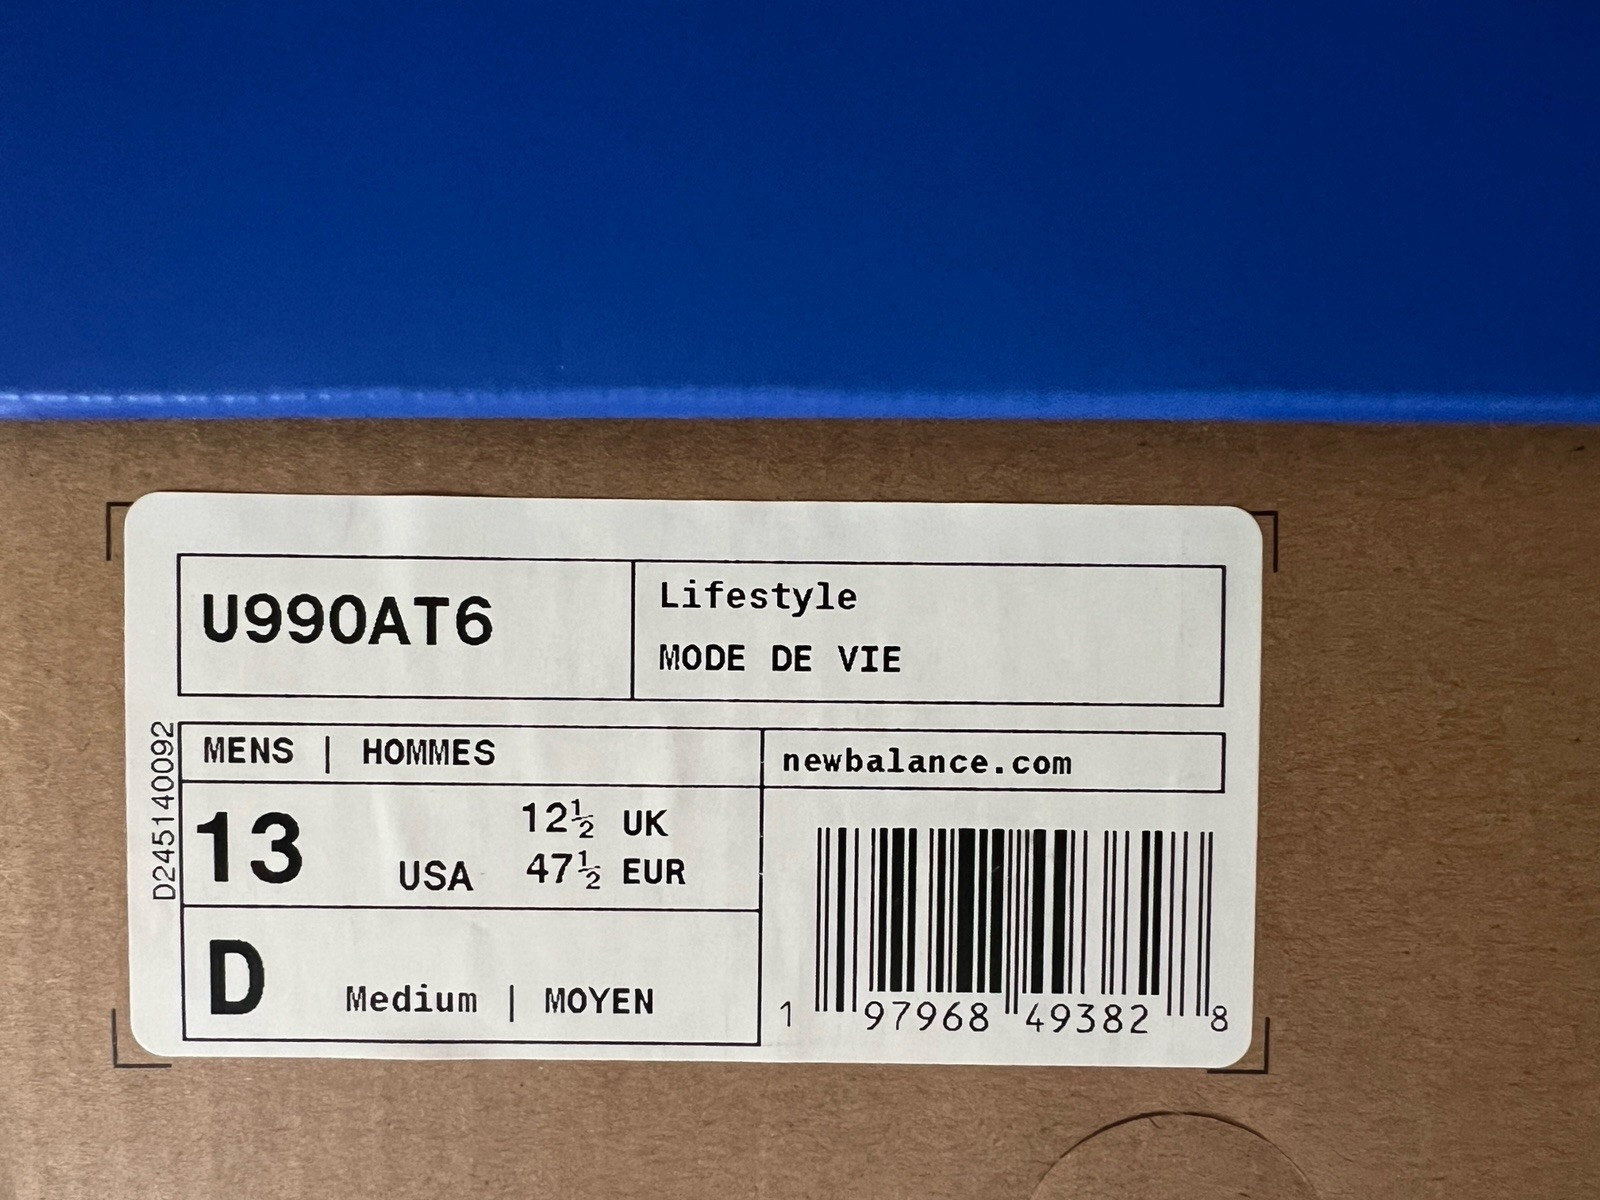 U990AT6
Lifestyle
MODE DE VIE
D245140092
MENS | HOMMES
newbalance.com
13 USA
12½ UK
47½ EUR
D Medium | MOYEN
1 97968 49382 8